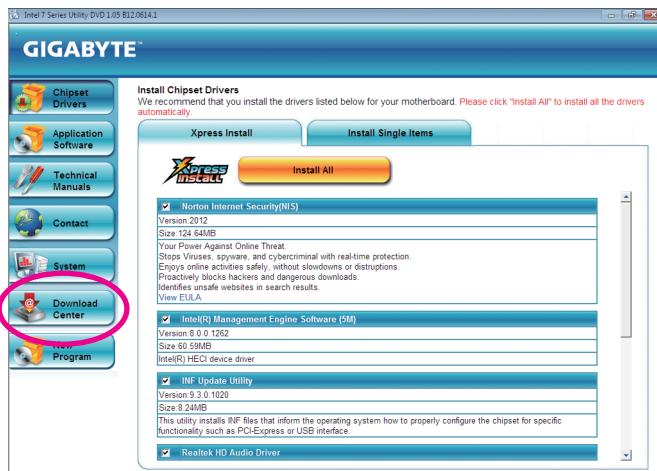 Intel 7 Series Utility DVD 1.05 B12.0614.1
GIGABYTE™
Chipset
Drivers
Application
Software
Technical
Manuals
Contact
System
Download
Center
New
Program
Install Chipset Drivers
We recommend that you install the drivers listed below for your motherboard. Please click "Install All" to install all the drivers
automatically.
Xpress Install
Install Single Items
Xpress
INSTALL
Install All
Norton Internet Security(NIS)
Version:2012
Size:124.64MB
Your Power Against Online Threat.
Stops Viruses, spyware, and cybercriminal with real-time protection.
Enjoys online activities safely, without slowdowns or distruptions.
Proactively blocks hackers and dangerous downloads.
Identifies unsafe websites in search results.
View EULA
Intel(R) Management Engine Software (5M)
Version:8.0.0.1262
Size:60.59MB
Intel(R) HECI device driver
INF Update Utility
Version:9.3.0.1020
Size:8.24MB
This utility installs INF files that inform the operating system how to properly configure the chipset for specific
functionality such as PCI-Express or USB interface.
Realtek HD Audio Driver